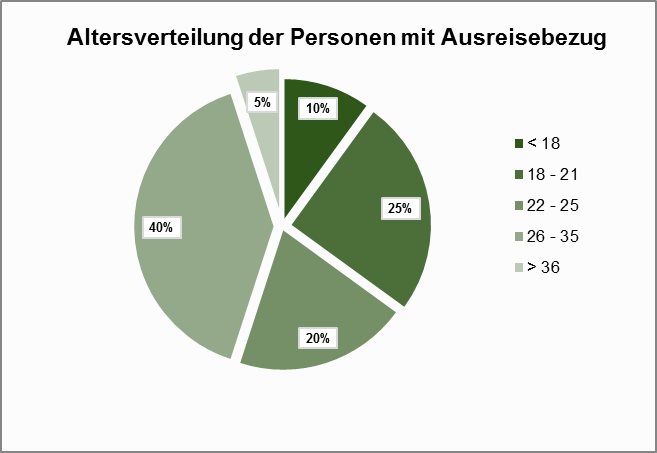 Altersverteilung der Personen mit Ausreisebezug
5%
10%
25%
40%
20%
< 18
18 - 21
22 - 25
26 - 35
> 36